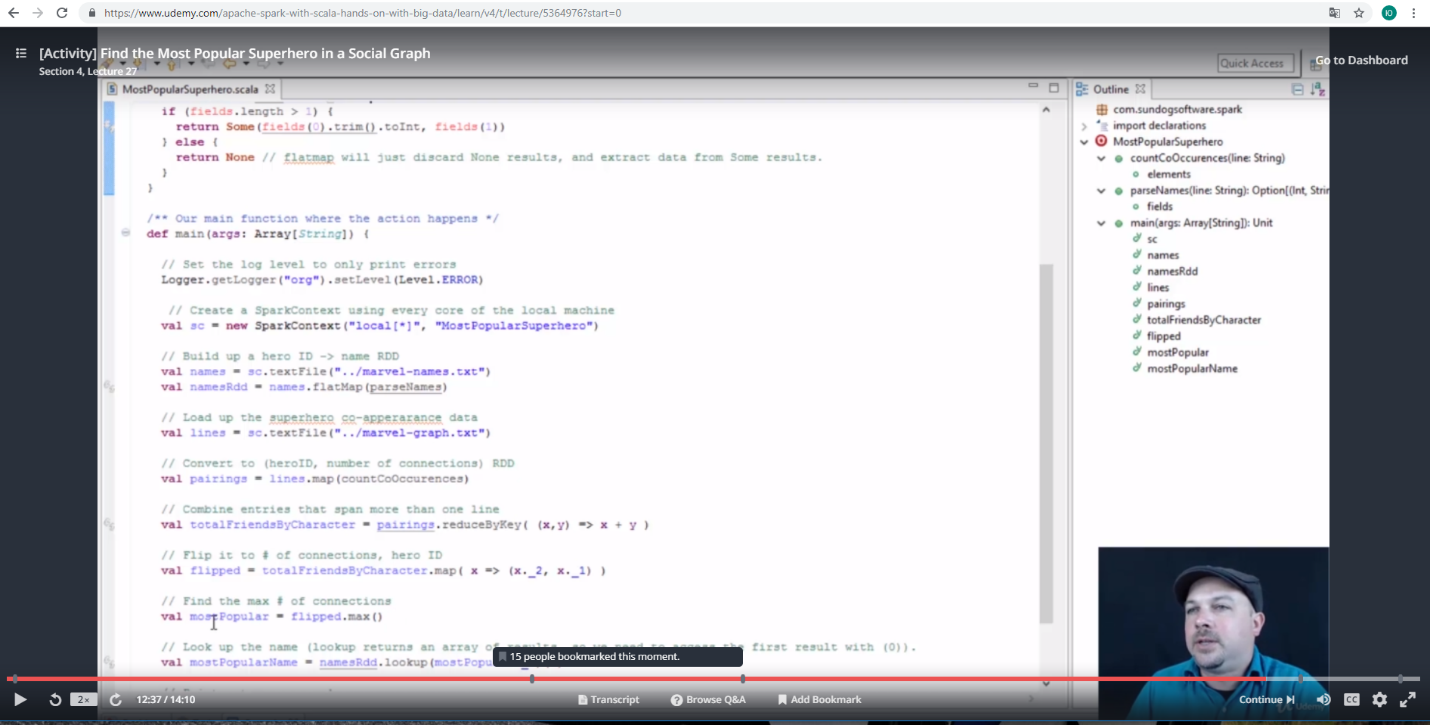 https://www.udemy.com/apache-spark-with-scala-hands-on-with-big-data/learn/v4/t/lecture/5364976?start=0
[Activity] Find the Most Popular Superhero in a Social Graph
Section 4, Lecture 27
Go to Dashboard
Quick Access
MostPopularSuperhero.scala
if (fields.length > 1) {
return Some(fields(0).trim().toInt, fields(1))
} else {
return None // flatmap will just discard None results, and extract data from Some results.
}
}
/** Our main function where the action happens */
def main(args: Array[String]) {
// Set the log level to only print errors
Logger.getLogger("org").setLevel(Level.ERROR)
// Create a SparkContext using every core of the local machine
val sc = new SparkContext("local[*]", "MostPopularSuperhero")
// Build up a hero ID -> name RDD
val names = sc.textFile("../marvel-names.txt")
val namesRdd = names.flatMap(parseNames)
// Load up the superhero co-apperarance data
val lines = sc.textFile("../marvel-graph.txt")
// Convert to (heroID, number of connections) RDD
val pairings = lines.map(countCoOccurences)
// Combine entries that span more than one line
val totalFriendsByCharacter = pairings.reduceByKey( (x,y) => x + y )
// Flip it to # of connections, hero ID
val flipped = totalFriendsByCharacter.map( x => (x._2, x._1) )
// Find the max # of connections
val mostPopular = flipped.max()
// Look up the name (lookup returns an array of results, so we need to access the first result with (0)).
val mostPopularName = namesRdd.lookup(mostPopu
Outline
com.sundogsoftware.spark
import declarations
MostPopularSuperhero
countCoOccurences(line: String)
elements
parseNames(line: String): Option[(Int, Strin
fields
main(args: Array[String]): Unit
sc
names
namesRdd
lines
pairings
totalFriendsByCharacter
flipped
mostPopular
mostPopularName
15 people bookmarked this moment.
2×
12:37 / 14:10
Transcript
Browse Q&A
Add Bookmark
Continue
CC